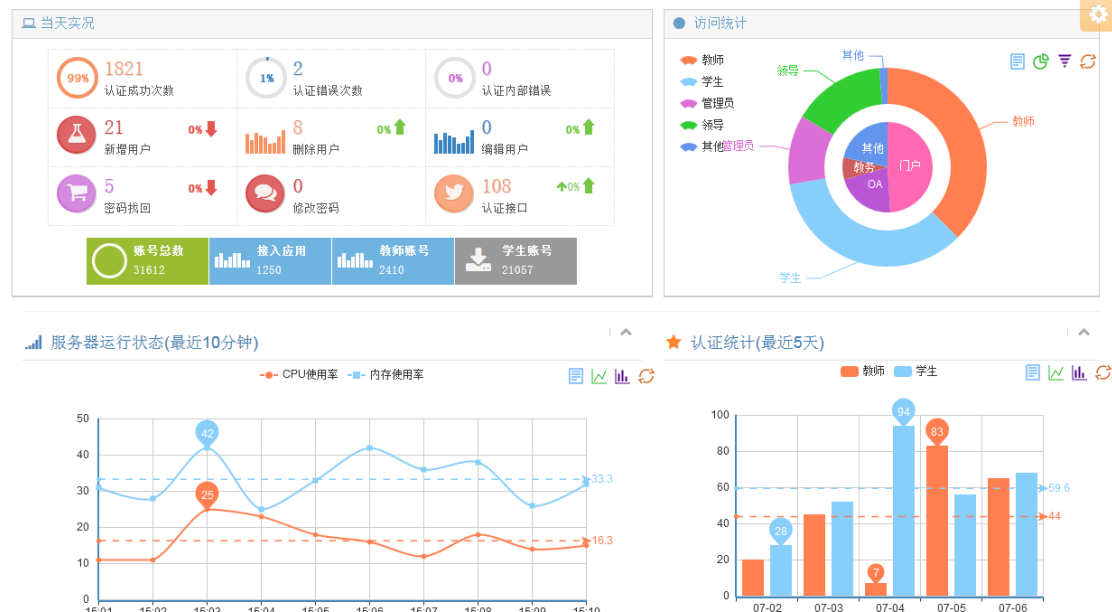 当天实况
99%
1821
认证成功次数
1%
2
认证错误次数
0%
0
认证内部错误
21
新增用户
0%
8
删除用户
0%
0
编辑用户
0%
5
密码找回
0%
0
修改密码
108
认证接口
0%
账号总数
31612
接入应用
1250
教师账号
2410
学生账号
21057
访问统计
教师
学生
管理员
领导
其他
其他
领导
管理员
教师
学生
其他
教务
OA
门户
服务器运行状态(最近10分钟)
CPU使用率
内存使用率
50
40
30
20
10
0
42
25
33.3
16.3
15:01
15:02
15:03
15:04
15:05
15:06
15:07
15:08
15:09
15:10
认证统计(最近5天)
教师
学生
100
80
60
40
20
0
28
7
94
83
59.6
44
07-02
07-03
07-04
07-05
07-06